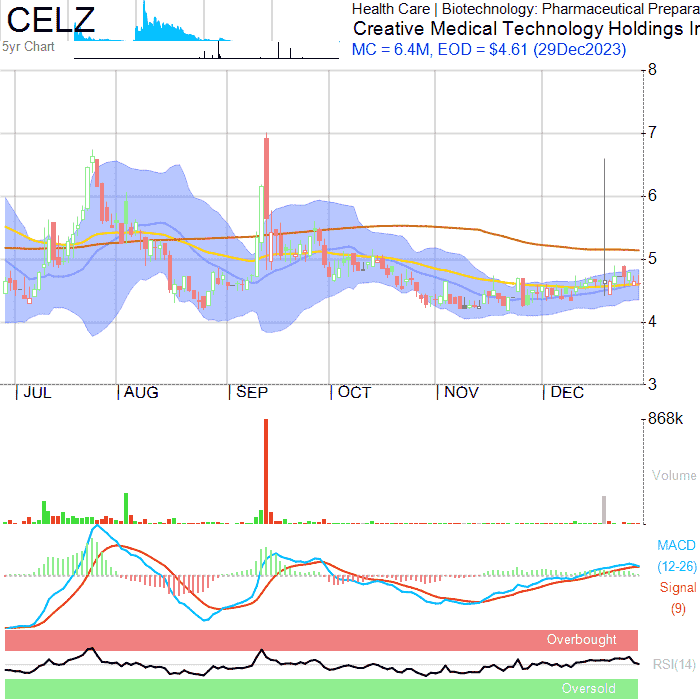 CELZ
5yr Chart
Health Care | Biotechnology: Pharmaceutical Prepara
Creative Medical Technology Holdings Ir
MC = 6.4M, EOD = $4.61 (29Dec2023)
8
7
6
5
4
3
| JUL | AUG | SEP | OCT | NOV | DEC
868k
Volume
MACD
(12-26)
Signal
(9)
Overbought
RSI(14)
Oversold